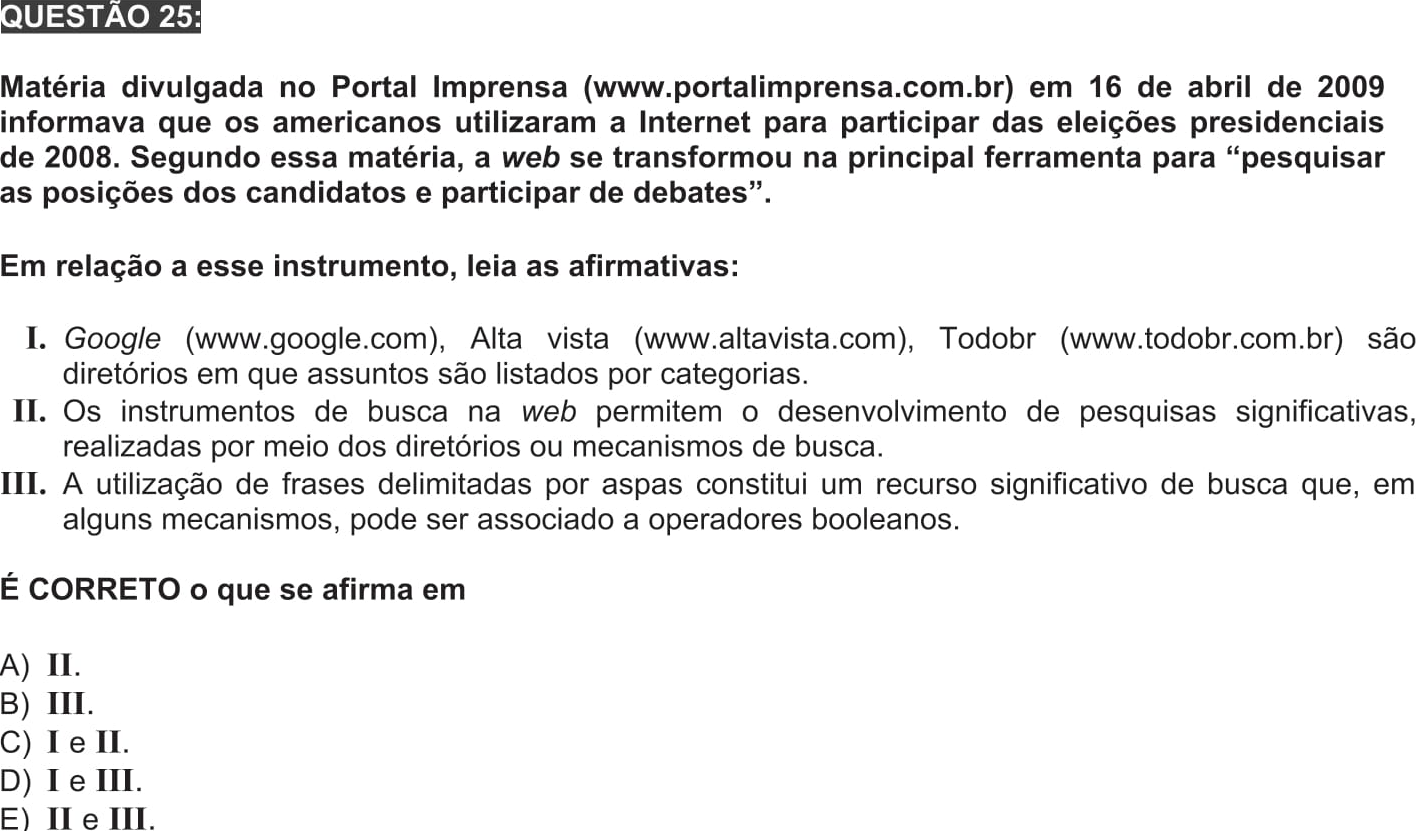 QUESTÃO 25:
Matéria divulgada no Portal Imprensa (www.portalimprensa.com.br) em 16 de abril de 2009
informava que os americanos utilizaram a Internet para participar das eleições presidenciais
de 2008. Segundo essa matéria, a web se transformou na principal ferramenta para “pesquisar
as posições dos candidatos e participar de debates”.
Em relação a esse instrumento, leia as afirmativas:
I. Google (www.google.com), Alta vista (www.altavista.com), Todobr (www.todobr.com.br) são
diretórios em que assuntos são listados por categorias.
II. Os instrumentos de busca na web permitem o desenvolvimento de pesquisas significativas,
realizadas por meio dos diretórios ou mecanismos de busca.
III. A utilização de frases delimitadas por aspas constitui um recurso significativo de busca que, em
alguns mecanismos, pode ser associado a operadores booleanos.
É CORRETO o que se afirma em
A) II.
B) III.
C) I e II.
D) I e III.
E) II e III.